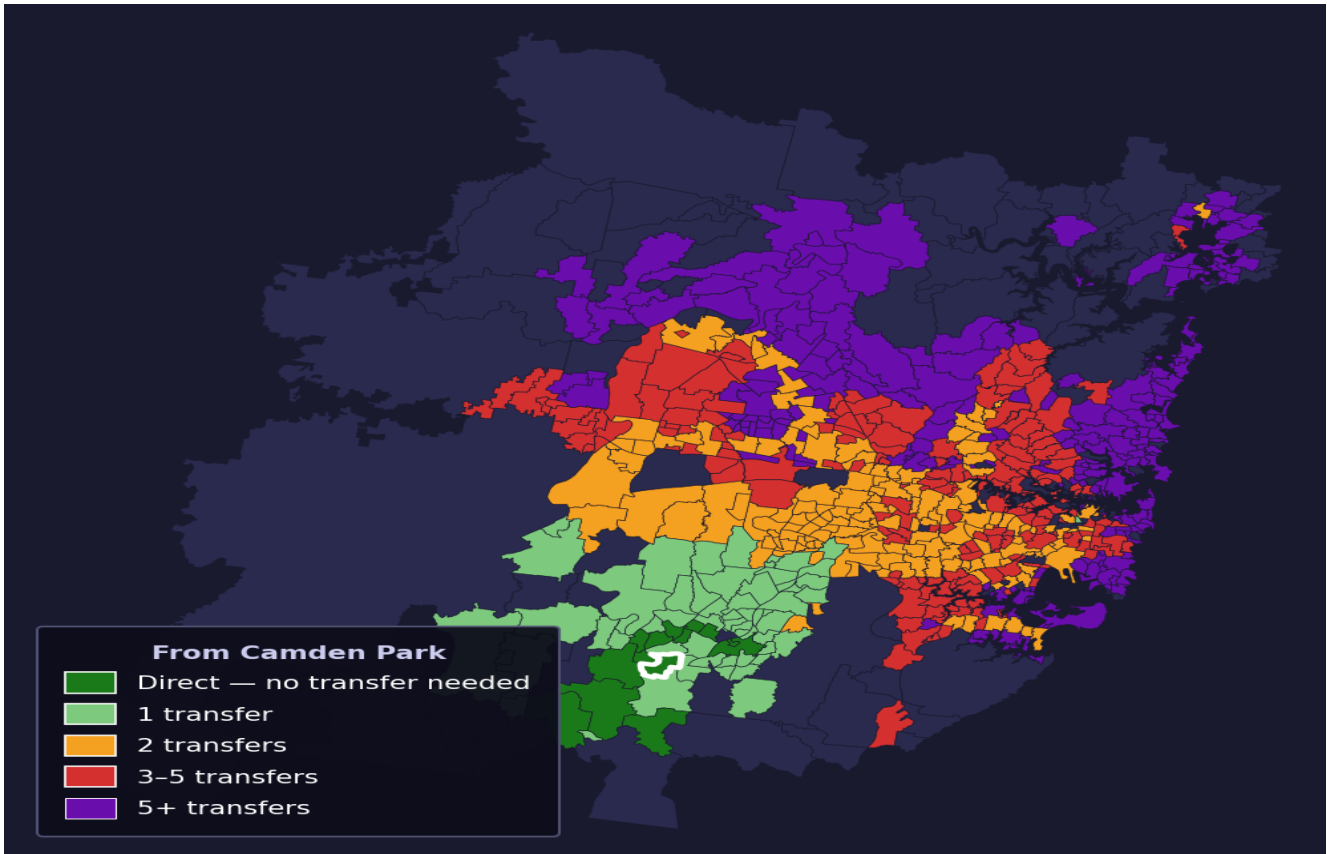 From Camden Park
Direct — no transfer needed
1 transfer
2 transfers
3–5 transfers
5+ transfers